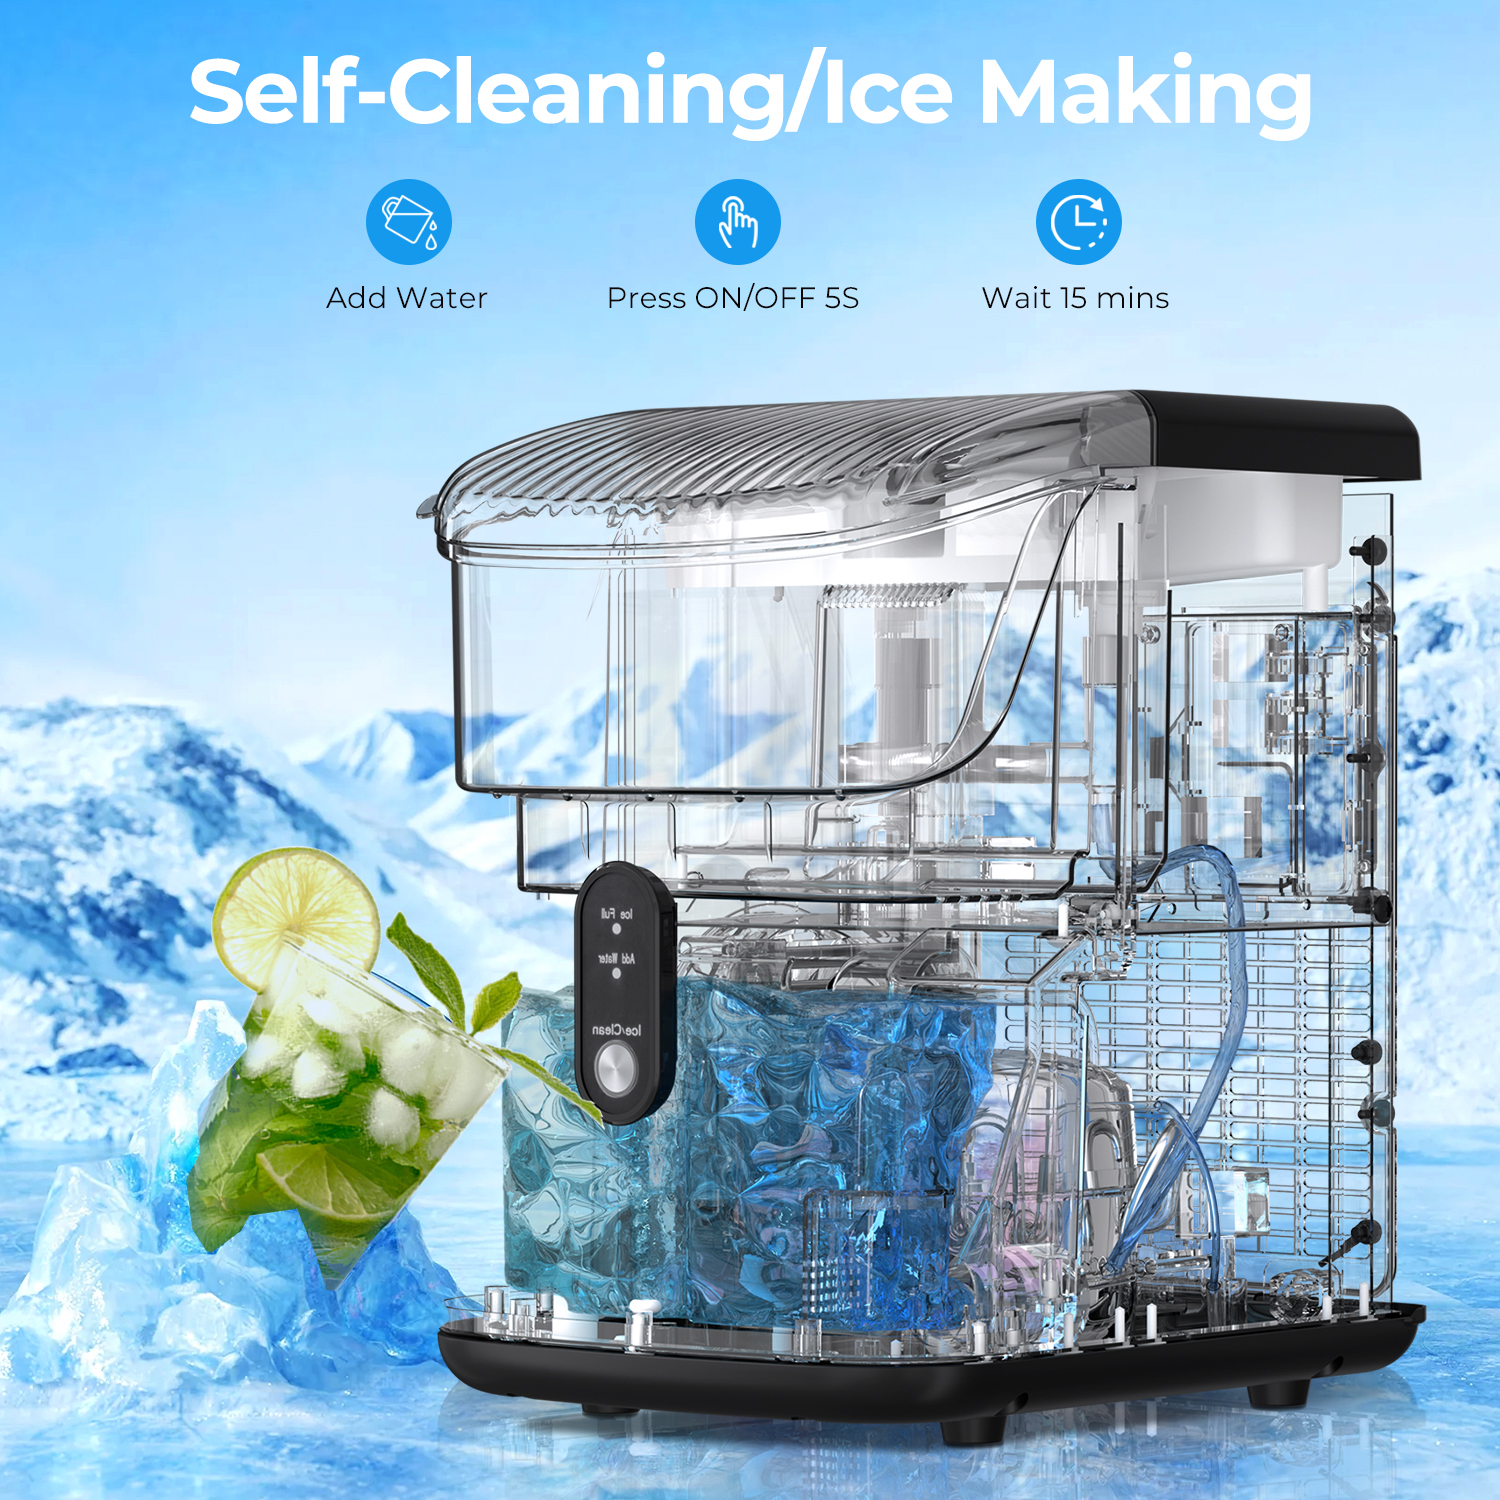 Self-Cleaning/Ice Making
Add Water
Press ON/OFF 5S
Wait 15 mins
Ice Full
Add Water
Ice/Clean